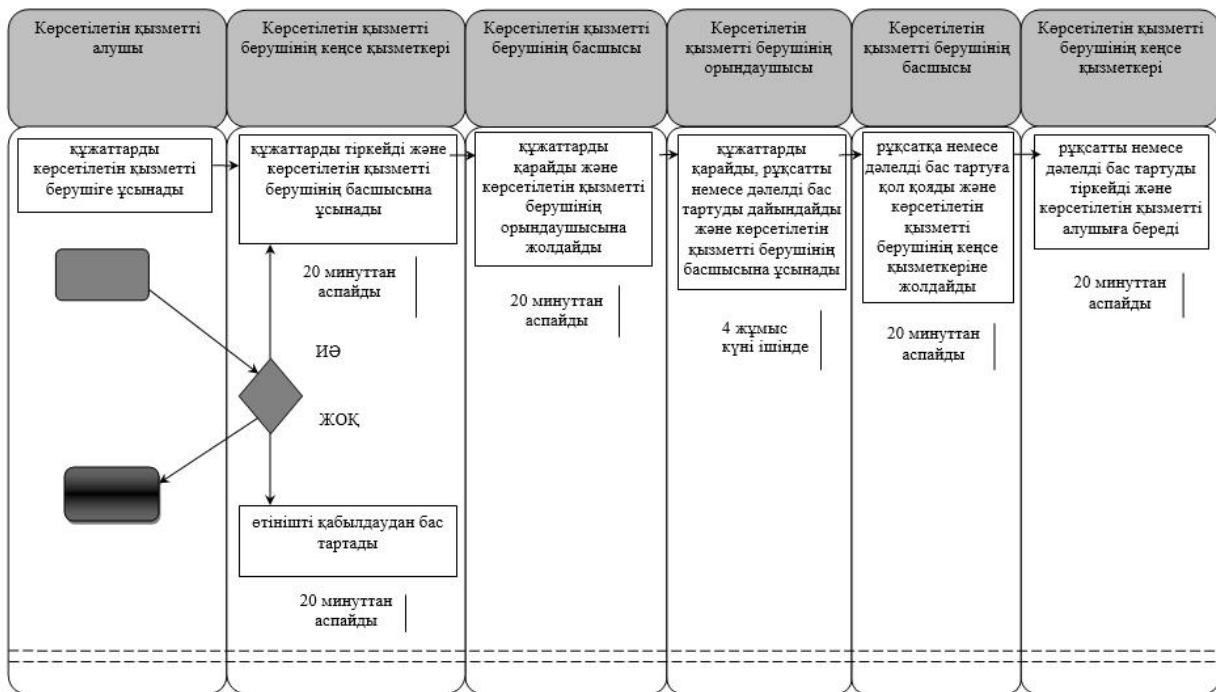 Көрсетілетін қызметті
алушы
Көрсетілетін қызметті
берушінің кеңсе қызметкері
Көрсетілетін қызметті
берушінің басшысы
Көрсетілетін
қызметті берушінің
орындаушысы
Көрсетілетін
қызметті берушінің
басшысы
Көрсетілетін қызметті
берушінің кеңсе
қызметкері
құжаттарды
көрсетілетін қызметті
берушіге ұсынады
құжаттарды тіркейді және
көрсетілетін қызметті
берушінің басшысына
ұсынады
құжаттарды
қарайды және
көрсетілетін қызметті
берушінің
орындаушысына
жолдайды
құжаттарды
қарайды, рұқсатты
немесе дәлелді бас
тартуды дайындайды
және көрсетілетін
қызметті берушінің
басшысына ұсынады
рұқсатқа немесе
дәлелді бас тартуға
қол қояды және
көрсетілетін
қызметті
берушінің кеңсе
қызметкеріне
жолдайды
рұқсатты немесе
дәлелді бас тартуды
тіркейді және
көрсетілетін қызметті
алушыға береді
20 минуттан
аспайды
20 минуттан
аспайды
4 жұмыс
күні ішінде
20 минуттан
аспайды
20 минуттан
аспайды
ИӘ
ЖОҚ
өтінішті қабылдаудан бас
тартады
20 минуттан
аспайды